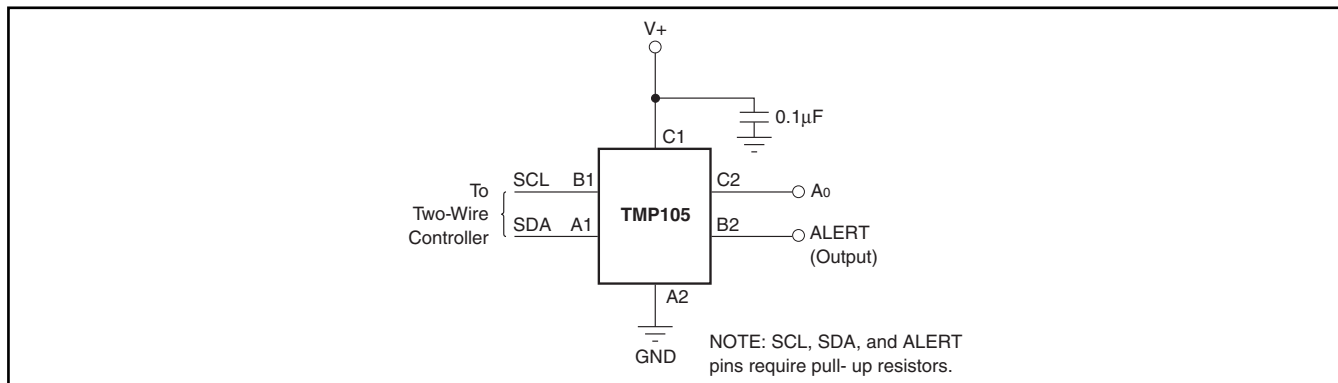 V+
0.1µF
C1
To
Two-Wire
Controller
SCL B1
SDA A1
TMP105
C2
A0
B2
ALERT
(Output)
A2
GND
NOTE: SCL, SDA, and ALERT
pins require pull- up resistors.